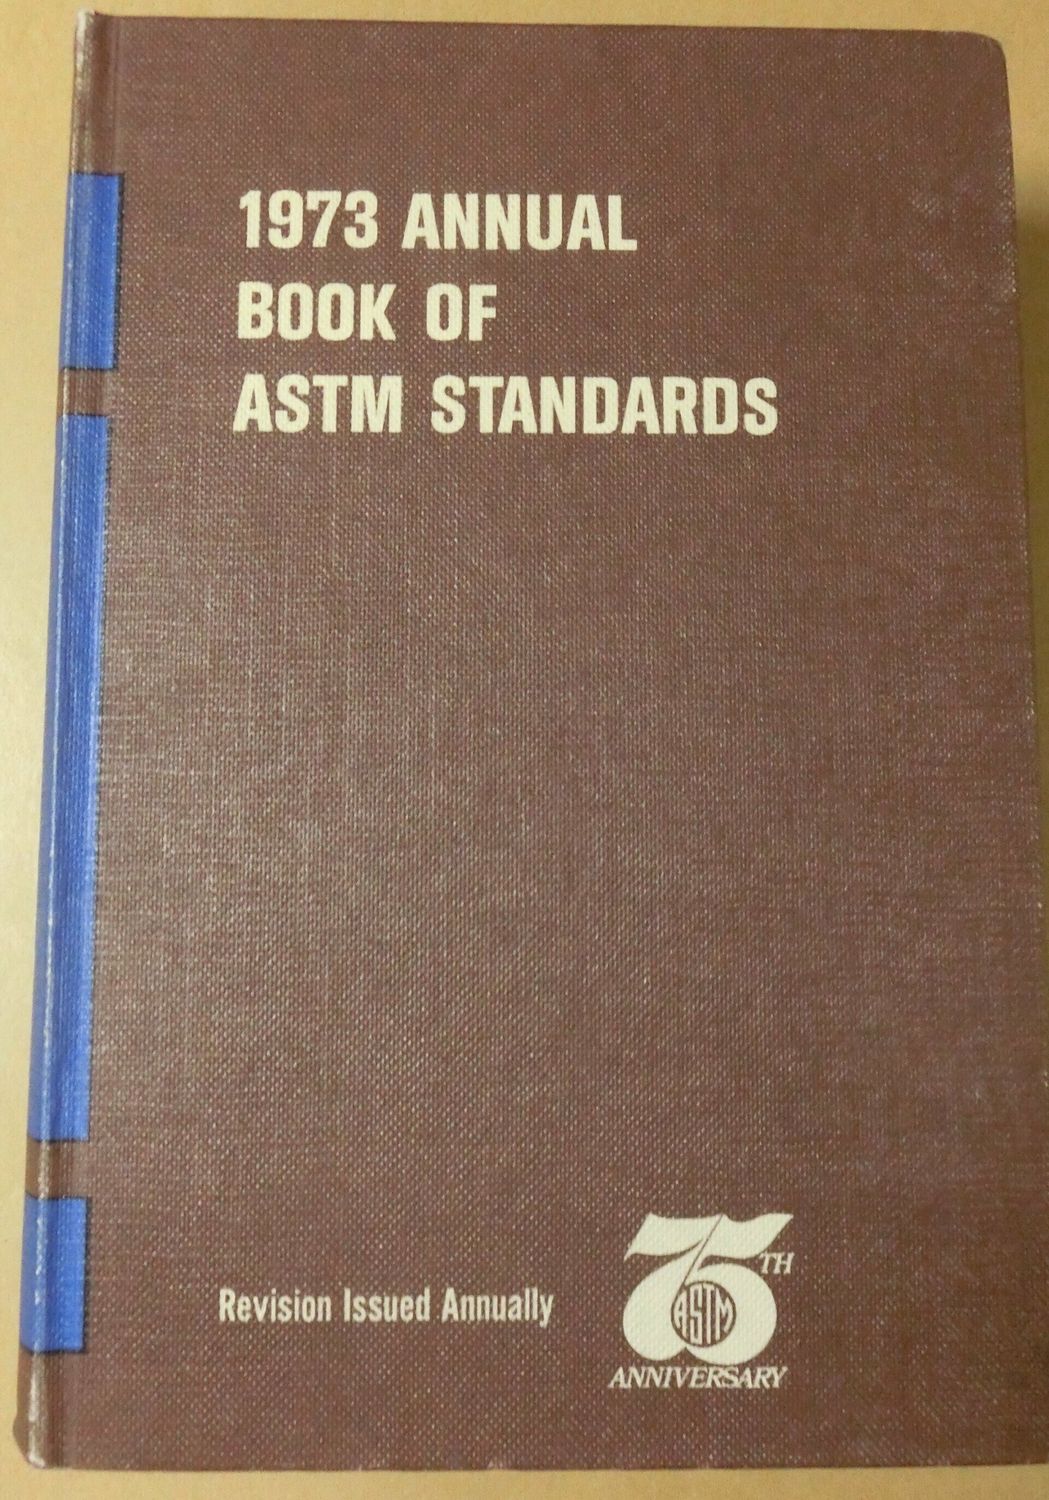 1973 ANNUAL
BOOK OF
ASTM STANDARDS
Revision Issued Annually
75TH
ASTM
ANNIVERSARY